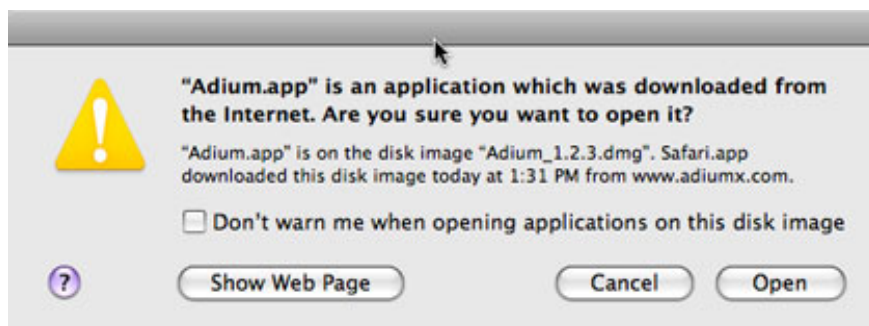 “Adium.app” is an application which was downloaded from
the Internet. Are you sure you want to open it?
“Adium.app” is on the disk image “Adium_1.2.3.dmg”. Safari.app
downloaded this disk image today at 1:31 PM from www.adiumx.com.
Don't warn me when opening applications on this disk image
? Show Web Page Cancel Open